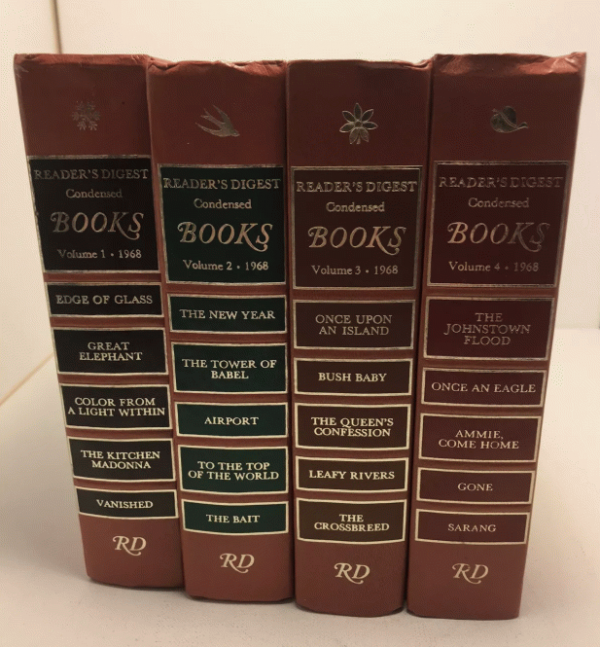 READER'S DIGEST
Condensed
BOOKS
Volume 1 • 1968
EDGE OF GLASS
GREAT
ELEPHANT
COLOR FROM
A LIGHT WITHIN
THE KITCHEN
MADONNA
VANISHED
RD
READER'S DIGEST
Condensed
BOOKS
Volume 2 • 1968
THE NEW YEAR
THE TOWER OF
BABEL
AIRPORT
TO THE TOP
OF THE WORLD
THE BAIT
RD
READER'S DIGEST
Condensed
BOOKS
Volume 3 • 1968
ONCE UPON
AN ISLAND
BUSH BABY
THE QUEEN'S
CONFESSION
LEAFY RIVERS
THE
CROSSBREED
RD
READER'S DIGEST
Condensed
BOOKS
Volume 4 • 1968
THE
JOHNSTOWN
FLOOD
ONCE AN EAGLE
AMMIE,
COME HOME
GONE
SARANG
RD